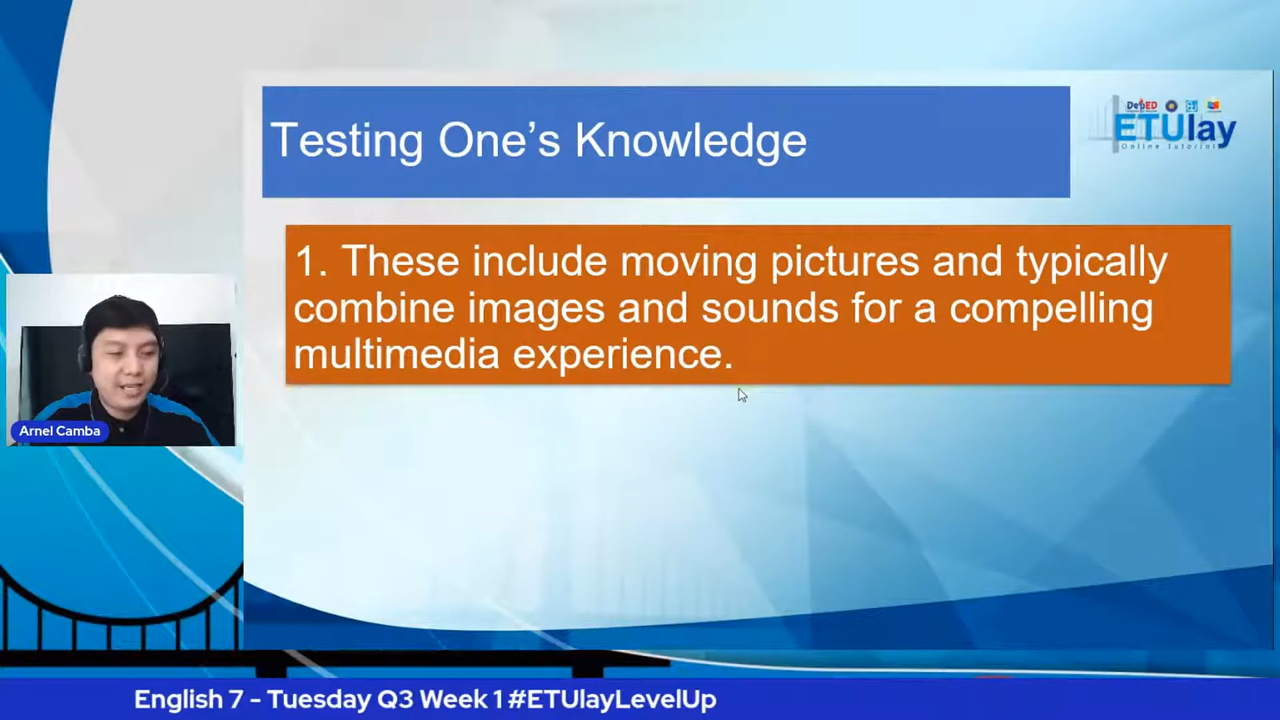 Testing One's Knowledge
DepED
ETUlay
Online Tutorial
1. These include moving pictures and typically
combine images and sounds for a compelling
multimedia experience.
Arnel Camba
English 7 - Tuesday Q3 Week 1 #ETUlayLevelUp